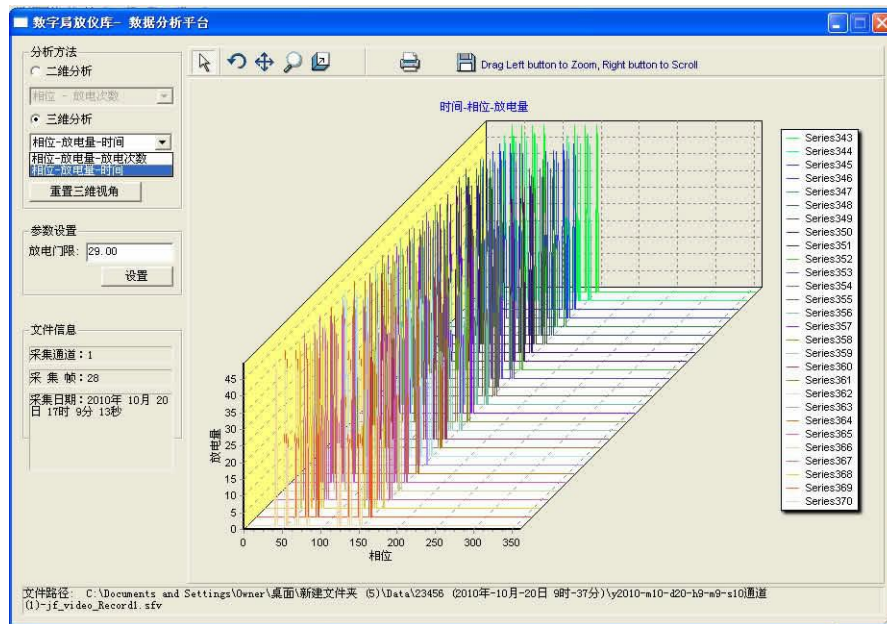 数字局放仪库- 数据分析平台
分析方法
二维分析
相位 - 放电次数
三维分析
相位-放电量-时间
相位-放电量-放电次数
相位-放电量-时间
重置三维视角
参数设置
放电门限: 29.00
设置
文件信息
采集通道:1
采 集 帧:28
采集日期:2010年 10月 20
日 17时 9分 13秒
Drag Left button to Zoom, Right button to Scroll
时间-相位-放电量
放电量
45
40
35
30
25
20
15
10
5
0
0 50 100 150 200 250 300 350
相位
Series343
Series344
Series345
Series346
Series347
Series348
Series349
Series350
Series351
Series352
Series353
Series354
Series355
Series356
Series357
Series358
Series359
Series360
Series361
Series362
Series363
Series364
Series365
Series366
Series367
Series368
Series369
Series370
文件路径: C:\Documents and Settings\Owner\桌面\新建文件夹 (5)\Data\23456 (2010年-10月-20日 9时-37分)\y2010-m10-d20-h9-m9-s10通道
(1)-jf_video_Record1.sfv